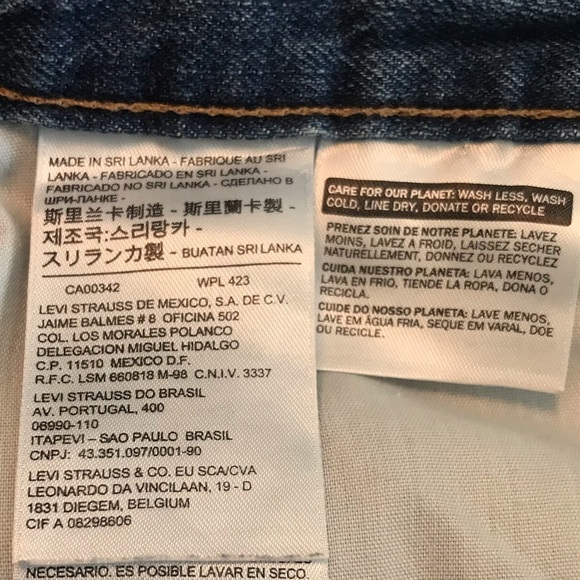 MADE IN SRI LANKA - FABRIQUE AU SRI
LANKA - FABRICADO EN SRI LANKA -
FABRICADO NO SRI LANKA - СДЕЛАНО В
ШРИ-ЛАНКЕ -
斯里兰卡制造 - 斯里蘭卡製 -
제조국:스리랑카 -
スリランカ製 - BUATAN SRI LANKA
CA00342 WPL 423
LEVI STRAUSS DE MEXICO, S.A. DE C.V.
JAIME BALMES # 8 OFICINA 502
COL. LOS MORALES POLANCO
DELEGACION MIGUEL HIDALGO
C.P. 11510 MEXICO D.F.
R.F.C. LSM 660818 M-98 C.N.I.V. 3337
LEVI STRAUSS DO BRASIL
AV. PORTUGAL, 400
06990-110
ITAPEVI – SAO PAULO BRASIL
CNPJ: 43.351.097/0001-90
LEVI STRAUSS & CO. EU SCA/CVA
LEONARDO DA VINCILAAN, 19 - D
1831 DIEGEM, BELGIUM
CIF A 08298606
NECESARIO. ES POSIBLE LAVAR EN SECO.
CARE FOR OUR PLANET: WASH LESS, WASH
COLD, LINE DRY, DONATE OR RECYCLE
PRENEZ SOIN DE NOTRE PLANETE: LAVEZ
MOINS, LAVEZ A FROID, LAISSEZ SECHER
NATURELLEMENT, DONNEZ OU RECYCLEZ
CUIDA NUESTRO PLANETA: LAVA MENOS,
LAVA EN FRIO, TIENDE LA ROPA, DONA O
RECICLA.
CUIDE DO NOSSO PLANETA: LAVE MENOS,
LAVE EM ÁGUA FRIA, SEQUE EM VARAL, DOE
OU RECICLE.